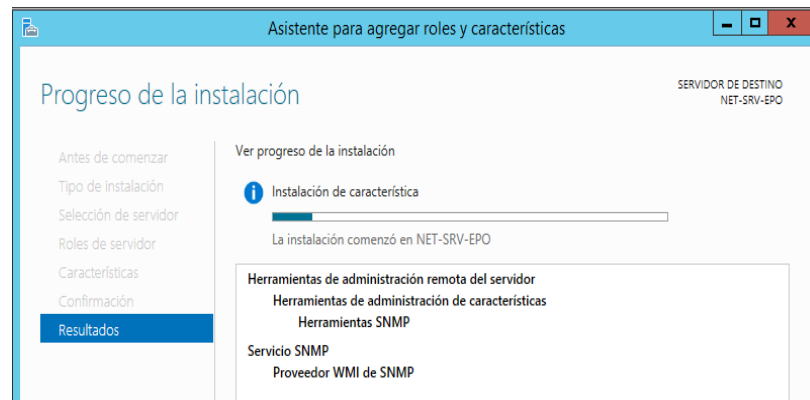 Asistente para agregar roles y características
Progreso de la instalación
SERVIDOR DE DESTINO
NET-SRV-EPO
Antes de comenzar
Tipo de instalación
Selección de servidor
Roles de servidor
Características
Confirmación
Resultados
Ver progreso de la instalación
Instalación de característica
La instalación comenzó en NET-SRV-EPO
Herramientas de administración remota del servidor
Herramientas de administración de características
Herramientas SNMP
Servicio SNMP
Proveedor WMI de SNMP